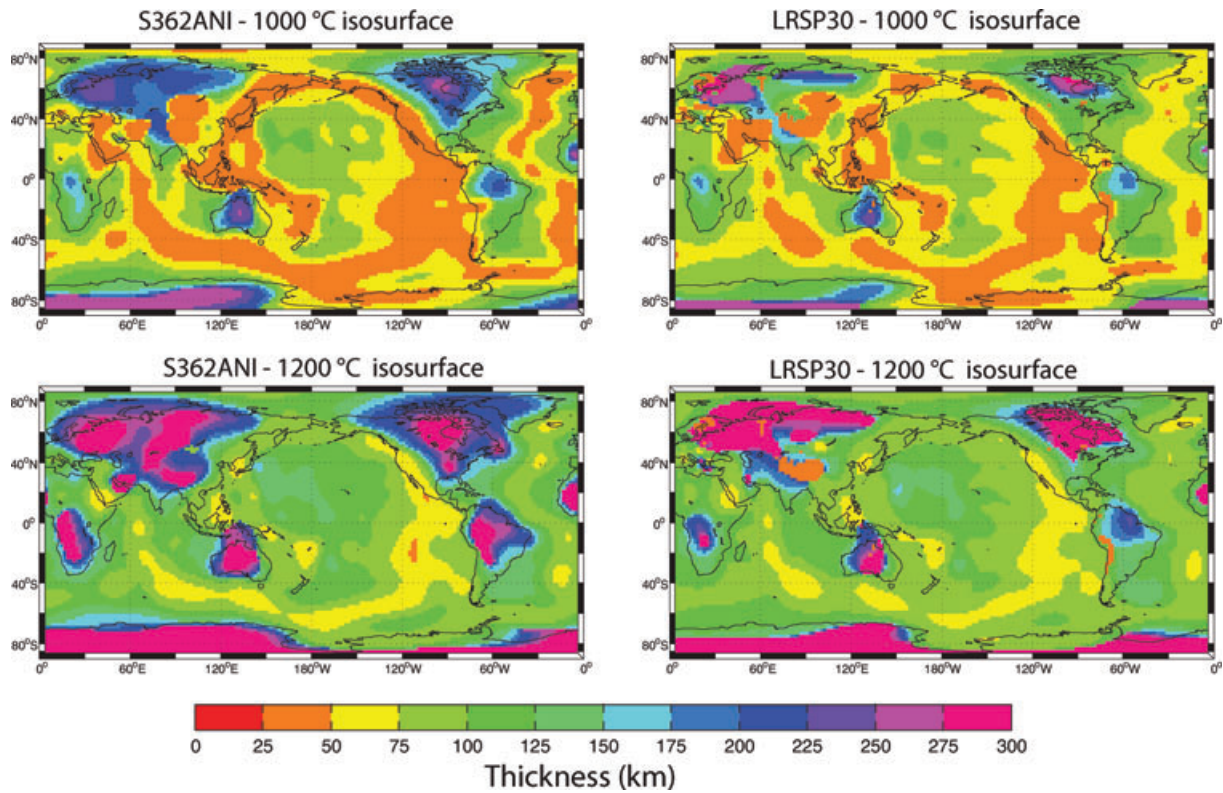 S362ANI - 1000 °C isosurface
LRSP30 - 1000 °C isosurface
80°N
40°N
0°
40°S
80°S
0° 60°E 120°E 180°W 120°W 60°W 0°
80°N
40°N
0°
40°S
80°S
0° 60°E 120°E 180°W 120°W 60°W 0°
S362ANI - 1200 °C isosurface
LRSP30 - 1200 °C isosurface
80°N
40°N
0°
40°S
80°S
0° 60°E 120°E 180°W 120°W 60°W 0°
80°N
40°N
0°
40°S
80°S
0° 60°E 120°E 180°W 120°W 60°W 0°
0 25 50 75 100 125 150 175 200 225 250 275 300
Thickness (km)